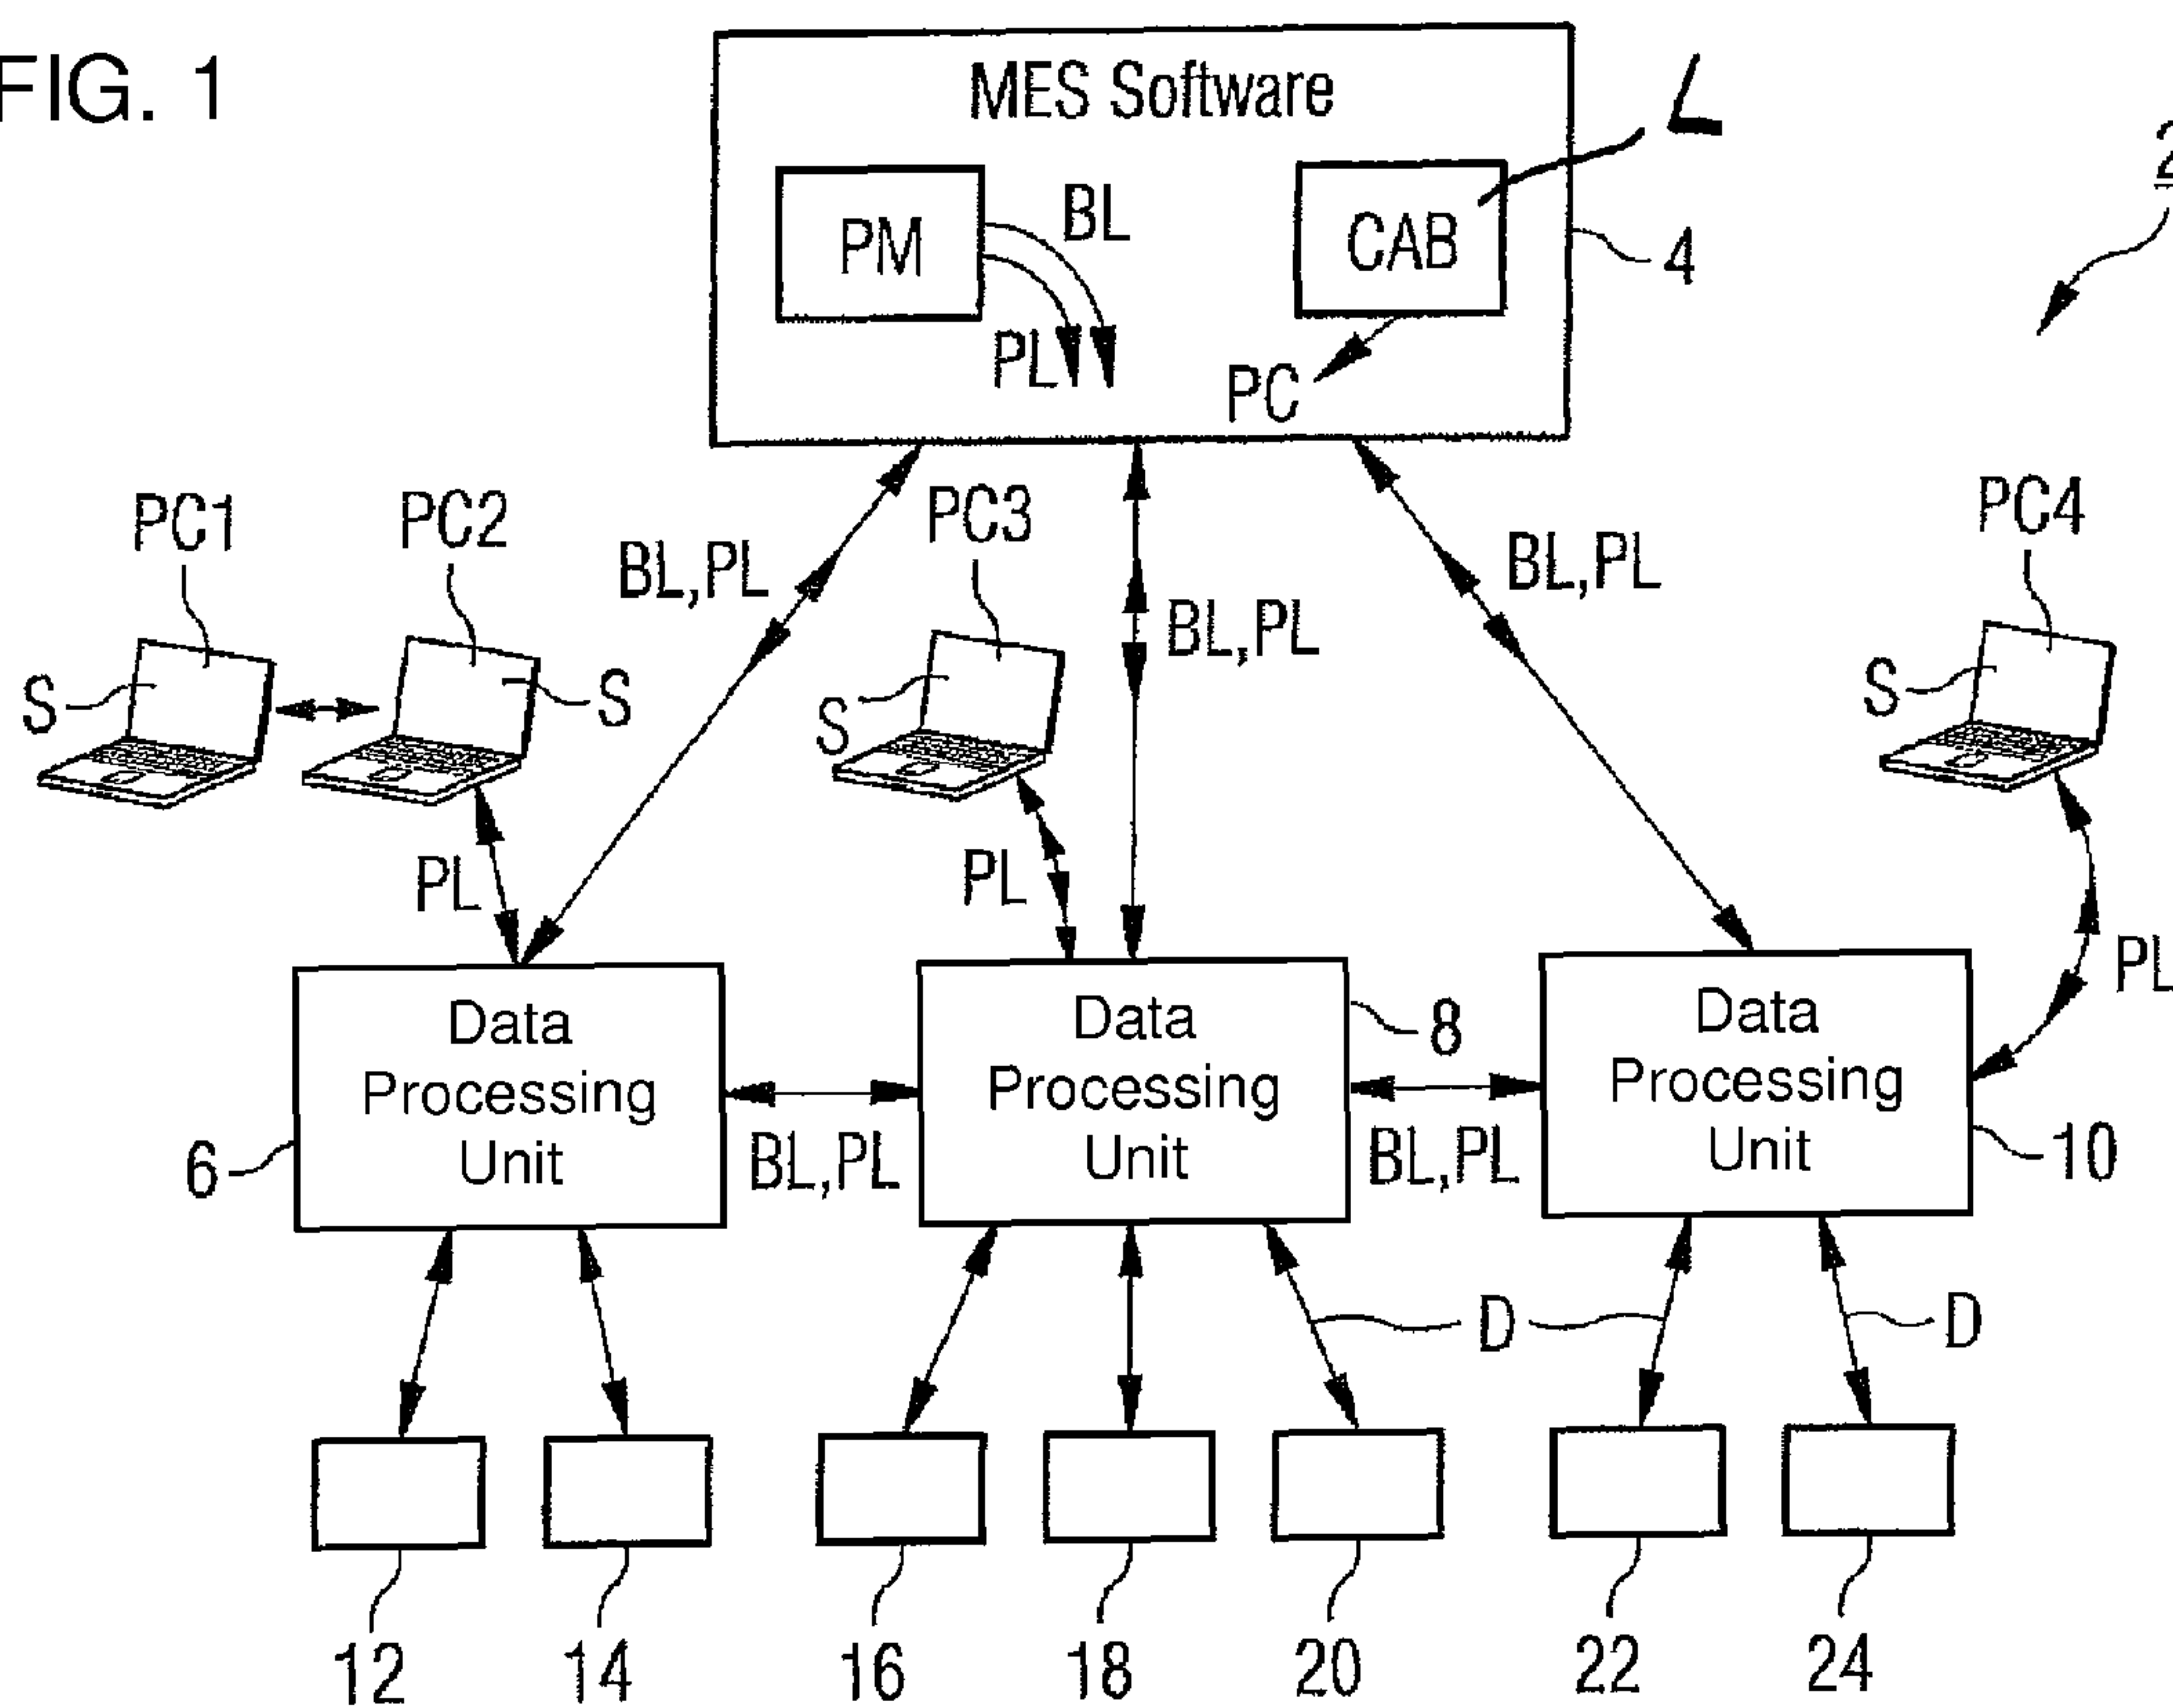 FIG. 1
MES Software
L
2
PM
BL
CAB
4
PL
PC
PC1
PC2
PC3
PC4
BL,PL
BL,PL
BL,PL
S
S
S
S
PL
PL
PL
Data
Processing
Unit
Data
Processing
Unit
Data
Processing
Unit
6
8
10
BL,PL
BL,PL
D
D
12
14
16
18
20
22
24